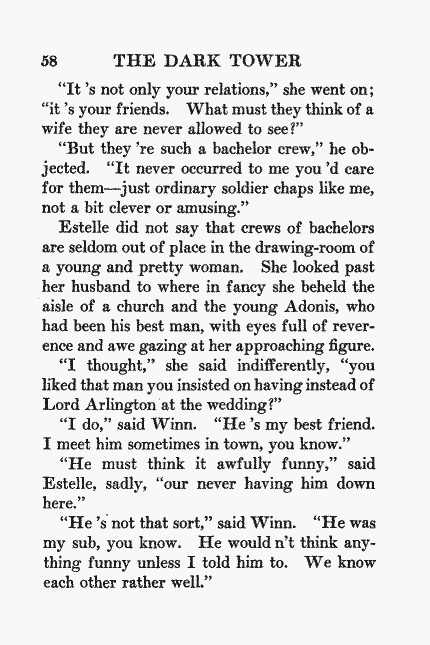 58 THE DARK TOWER
"It 's not only your relations," she went on;
"it 's your friends. What must they think of a
wife they are never allowed to see?"
"But they 're such a bachelor crew," he ob-
jected. "It never occurred to me you 'd care
for them—just ordinary soldier chaps like me,
not a bit clever or amusing."
Estelle did not say that crews of bachelors
are seldom out of place in the drawing-room of
a young and pretty woman. She looked past
her husband to where in fancy she beheld the
aisle of a church and the young Adonis, who
had been his best man, with eyes full of rever-
ence and awe gazing at her approaching figure.
"I thought," she said indifferently, "you
liked that man you insisted on having instead of
Lord Arlington at the wedding?"
"I do," said Winn. "He 's my best friend.
I meet him sometimes in town, you know."
"He must think it awfully funny," said
Estelle, sadly, "our never having him down
here."
"He 's not that sort," said Winn. "He was
my sub, you know. He would n't think any-
thing funny unless I told him to. We know
each other rather well."